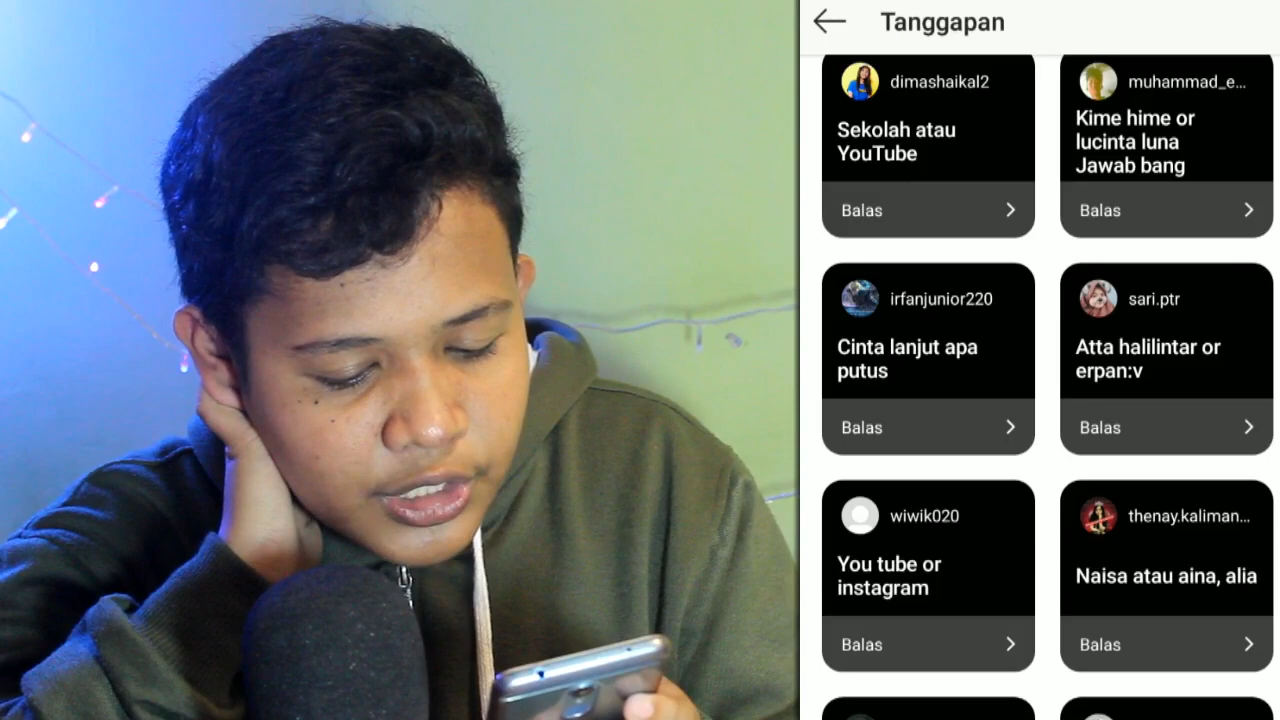 Tanggapan
dimashaikal2
Sekolah atau
YouTube
Balas
muhammad_e...
Kime hime or
lucinta luna
Jawab bang
Balas
irfanjunior220
Cinta lanjut apa
putus
Balas
sari.ptr
Atta halilintar or
erpan:v
Balas
wiwik020
You tube or
instagram
Balas
thenay.kaliman...
Naisa atau aina, alia
Balas